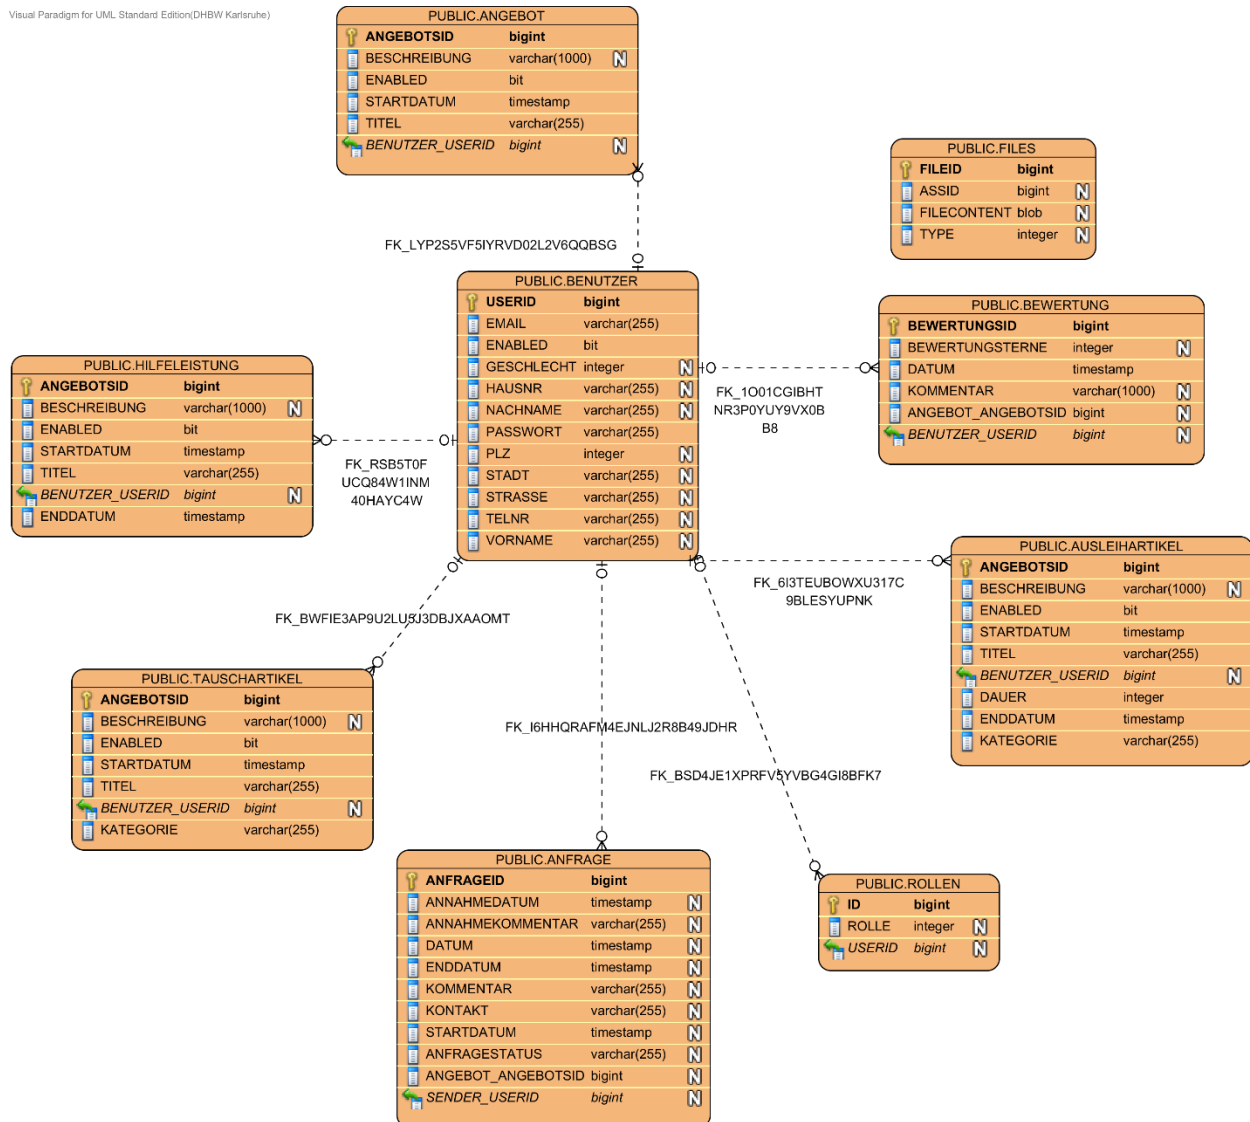 Visual Paradigm for UML Standard Edition(DHBW Karlsruhe)
PUBLIC.ANGEBOT
ANGEBOTSID bigint
BESCHREIBUNG varchar(1000) N
ENABLED bit
STARTDATUM timestamp
TITEL varchar(255)
BENUTZER_USERID bigint N
PUBLIC.FILES
FILEID bigint
ASSID bigint N
FILECONTENT blob N
TYPE integer N
FK_LYP2S5VF5IYRVD02L2V6QQBSG
PUBLIC.BENUTZER
USERID bigint
EMAIL varchar(255)
ENABLED bit
GESCHLECHT integer N
HAUSNR varchar(255) N
NACHNAME varchar(255) N
PASSWORT varchar(255)
PLZ integer N
STADT varchar(255) N
STRASSE varchar(255) N
TELNR varchar(255) N
VORNAME varchar(255) N
PUBLIC.BEWERTUNG
BEWERTUNGSID bigint
BEWERTUNGSTERNE integer N
DATUM timestamp
KOMMENTAR varchar(1000) N
ANGEBOT_ANGEBOTSID bigint N
BENUTZER_USERID bigint N
FK_1O01CGIBHT
NR3P0YUY9VX0B
B8
PUBLIC.HILFELEISTUNG
ANGEBOTSID bigint
BESCHREIBUNG varchar(1000) N
ENABLED bit
STARTDATUM timestamp
TITEL varchar(255)
BENUTZER_USERID bigint N
ENDDATUM timestamp
FK_RSB5T0F
UCQ84W1INM
40HAYC4W
PUBLIC.AUSLEIHARTIKEL
ANGEBOTSID bigint
BESCHREIBUNG varchar(1000) N
ENABLED bit
STARTDATUM timestamp
TITEL varchar(255)
BENUTZER_USERID bigint N
DAUER integer
ENDDATUM timestamp
KATEGORIE varchar(255)
FK_6I3TEUBOWXU317C
9BLESYUPNK
FK_BWFIE3AP9U2LU5J3DBJXAAOMT
PUBLIC.TAUSCHARTIKEL
ANGEBOTSID bigint
BESCHREIBUNG varchar(1000) N
ENABLED bit
STARTDATUM timestamp
TITEL varchar(255)
BENUTZER_USERID bigint N
KATEGORIE varchar(255)
FK_I6HHQRAFM4EJNLJ2R8B49JDHR
FK_BSD4JE1XPRFV5YVBG4GI8BFK7
PUBLIC.ANFRAGE
ANFRAGEID bigint
ANNAHMEDATUM timestamp N
ANNAHMEKOMMENTAR varchar(255) N
DATUM timestamp N
ENDDATUM timestamp N
KOMMENTAR varchar(255) N
KONTAKT varchar(255) N
STARTDATUM timestamp N
ANFRAGESTATUS varchar(255) N
ANGEBOT_ANGEBOTSID bigint N
SENDER_USERID bigint N
PUBLIC.ROLLEN
ID bigint
ROLLE integer N
USERID bigint N